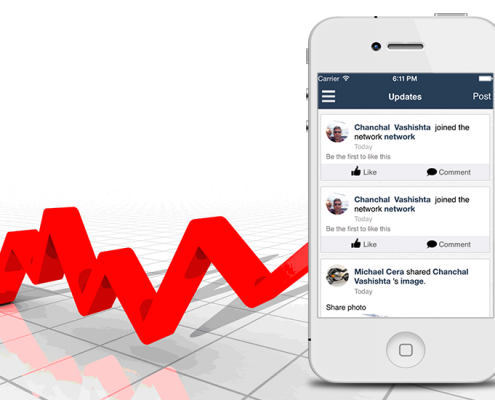 Carrier 6:11 PM
Updates Post
Chanchal Vashishta joined the
network network
Today
Be the first to like this
Like Comment
Chanchal Vashishta joined the
network network
Today
Be the first to like this
Like Comment
Michael Cera shared Chanchal
Vashishta 's image.
Today
Share photo